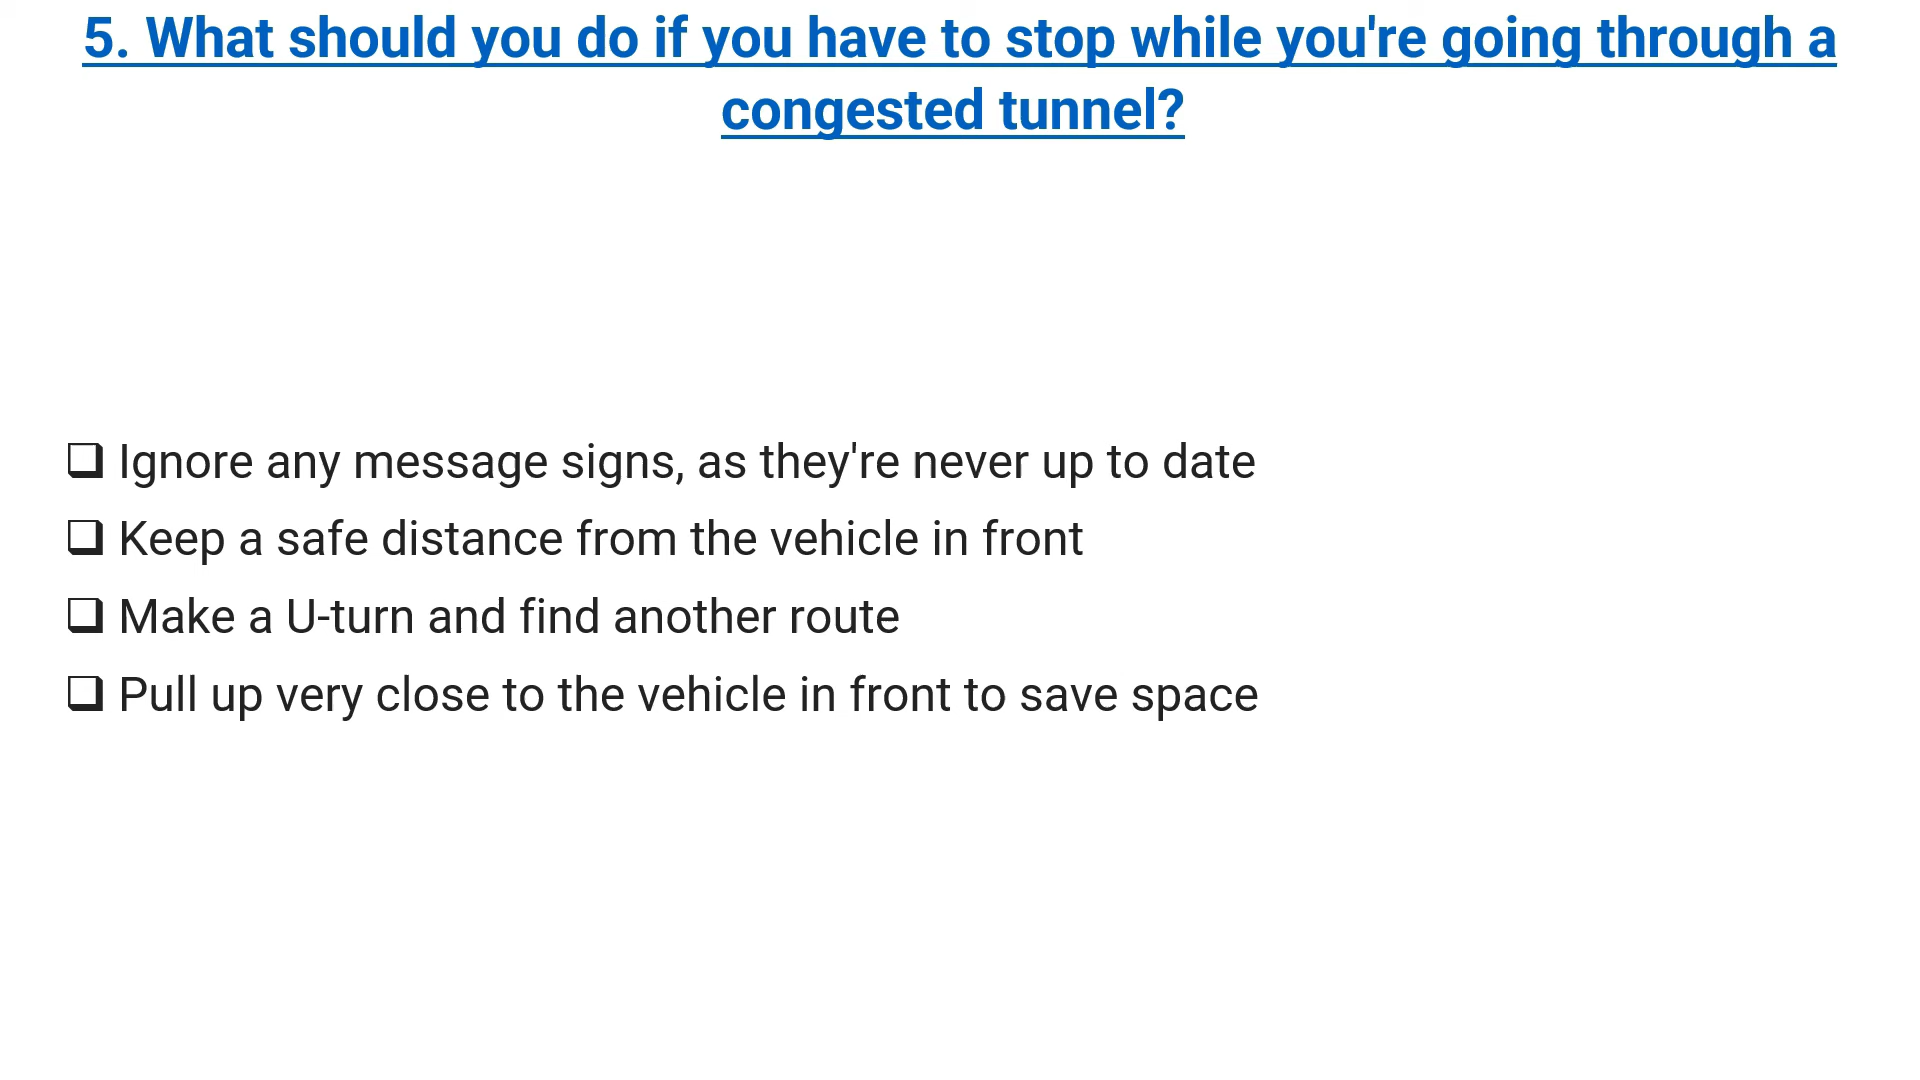 5. What should you do if you have to stop while you're going through a
congested tunnel?
❑ Ignore any message signs, as they're never up to date
❑ Keep a safe distance from the vehicle in front
❑ Make a U-turn and find another route
❑ Pull up very close to the vehicle in front to save space